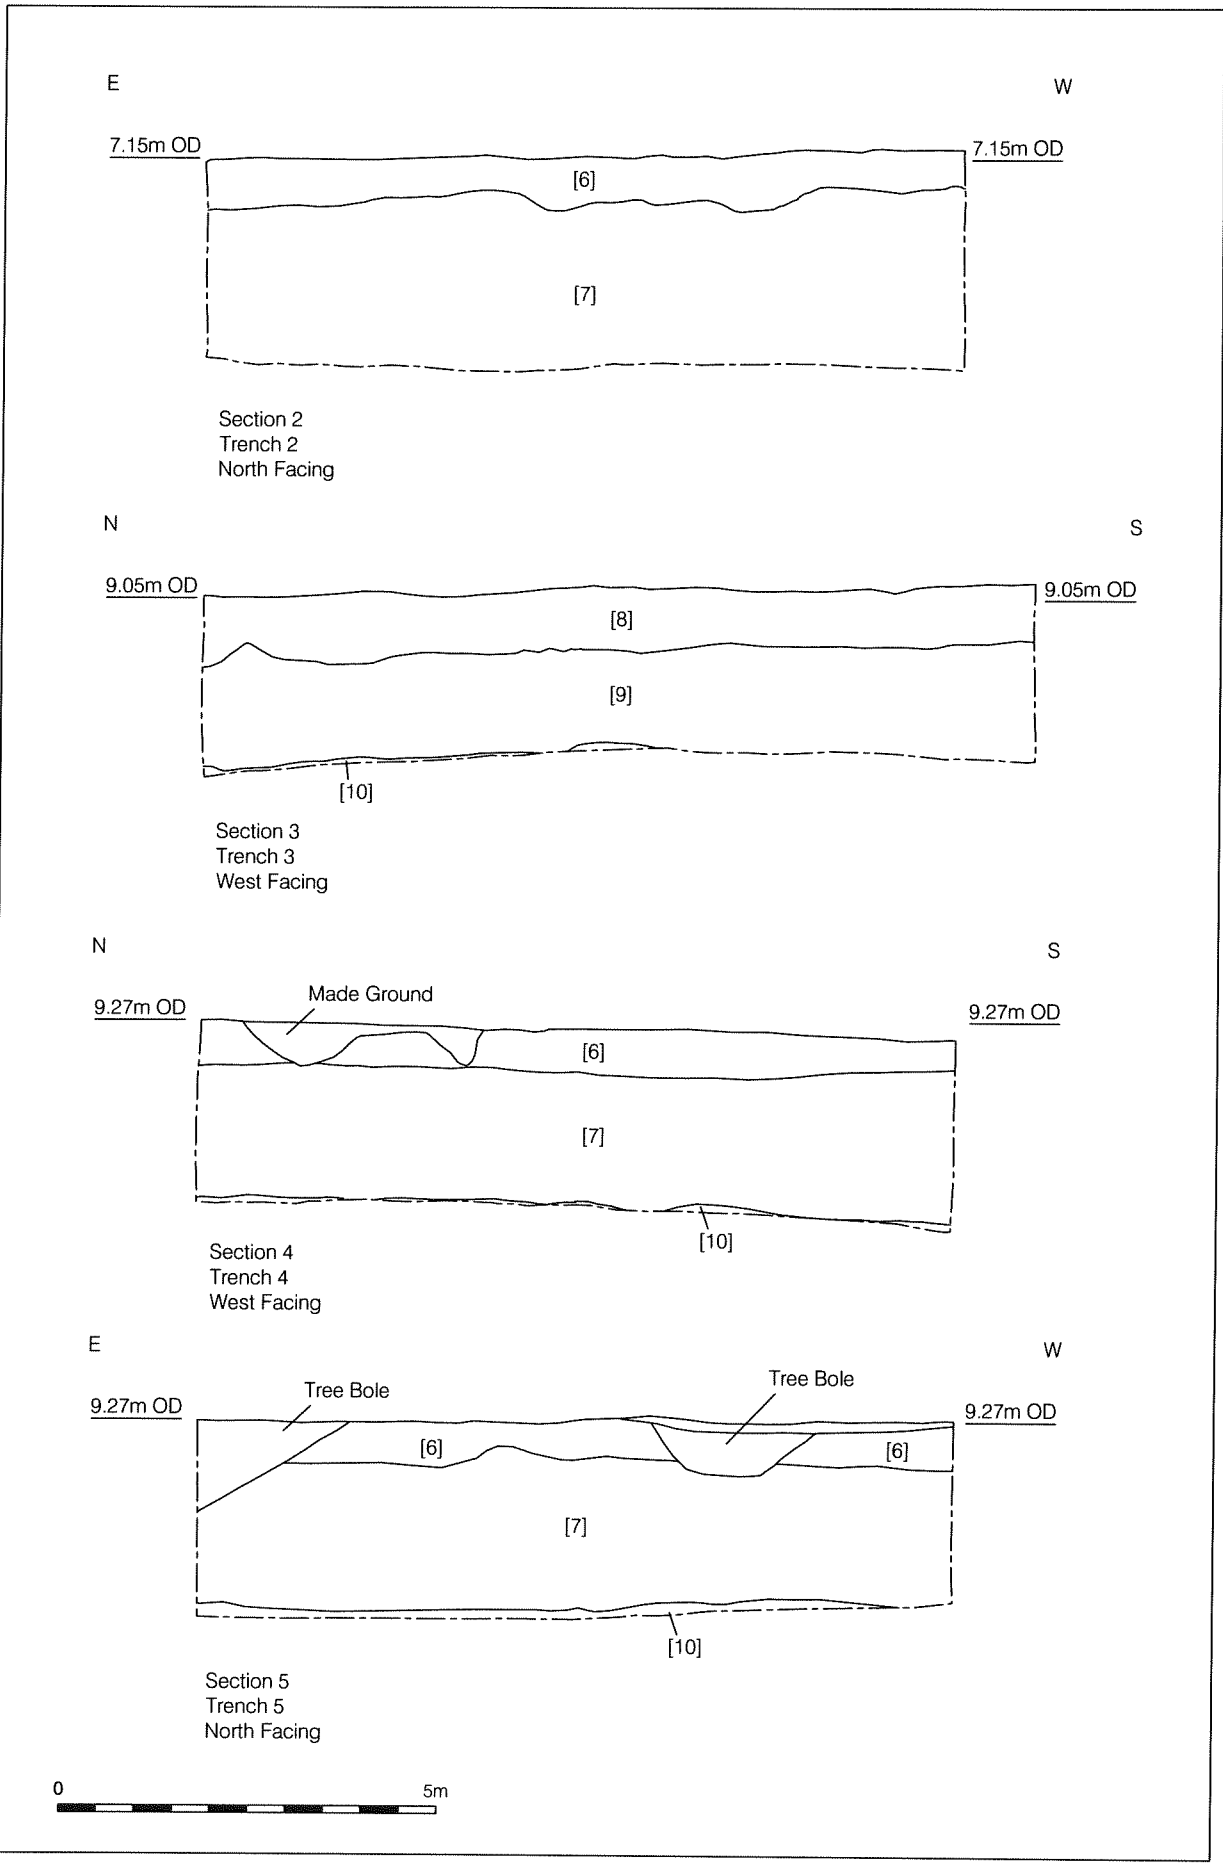 E W
7.15m OD 7.15m OD
[6]
[7]
Section 2
Trench 2
North Facing
N S
9.05m OD 9.05m OD
[8]
[9]
[10]
Section 3
Trench 3
West Facing
N S
Made Ground
9.27m OD 9.27m OD
[6]
[7]
[10]
Section 4
Trench 4
West Facing
E W
Tree Bole Tree Bole
9.27m OD 9.27m OD
[6] [6]
[7]
[10]
Section 5
Trench 5
North Facing
0 5m